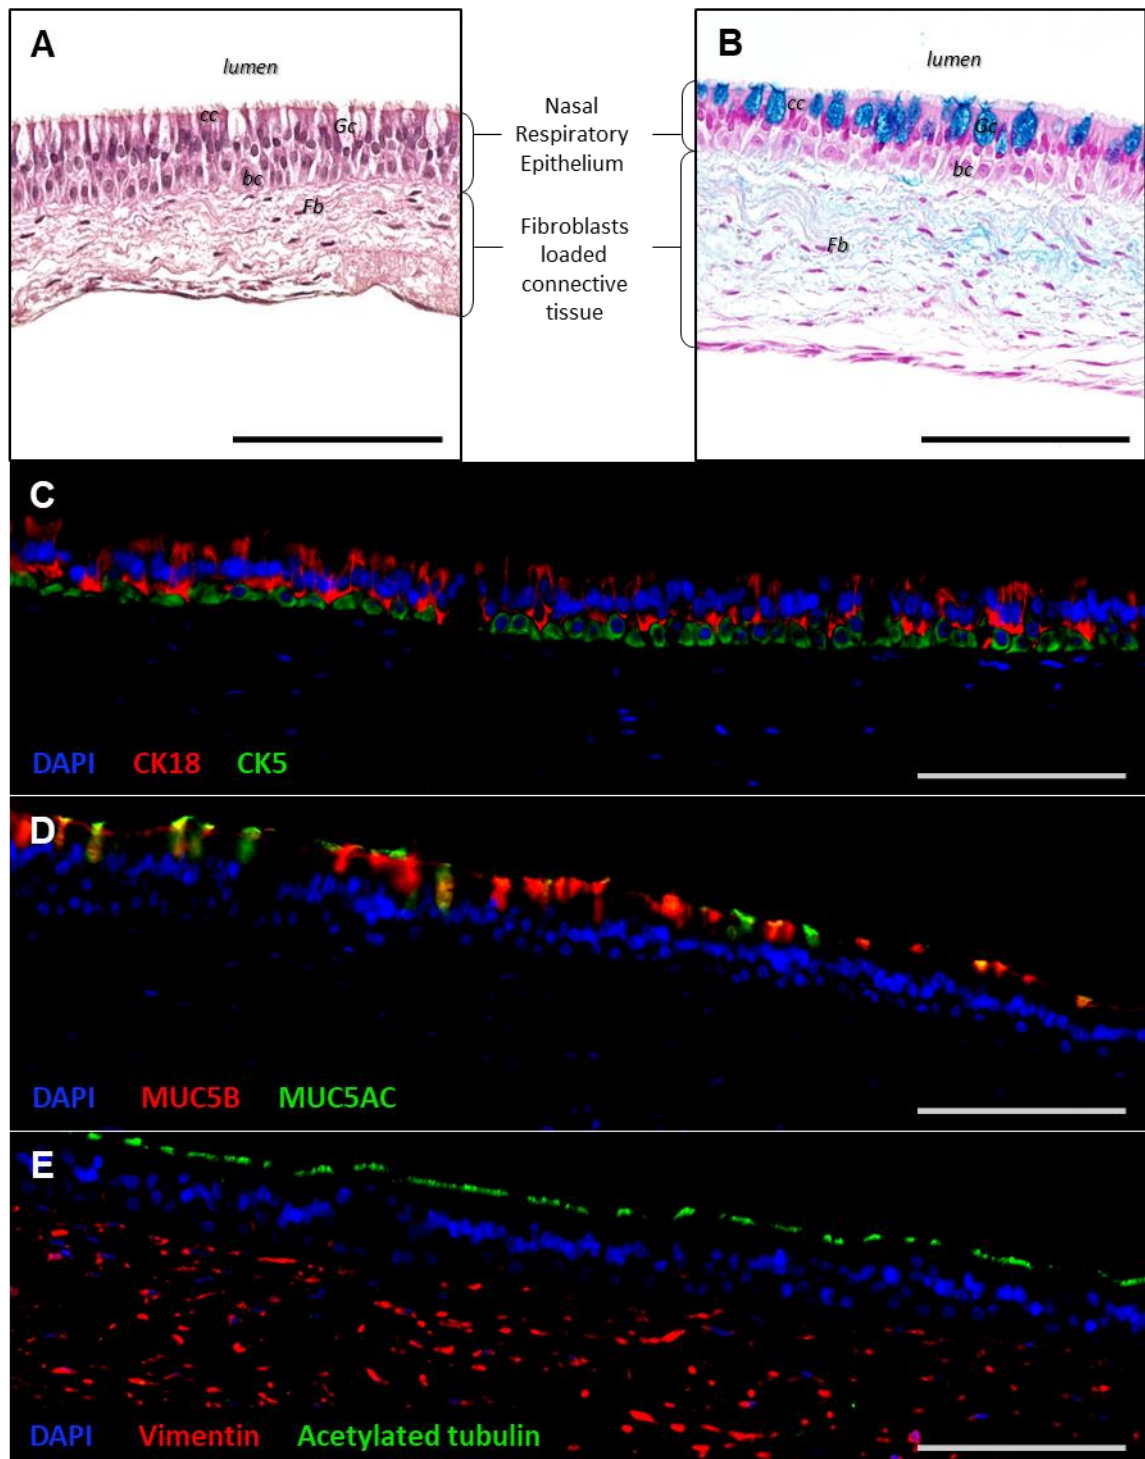 A
lumen
cc
Gc
bc
Fb
Nasal
Respiratory
Epithelium
Fibroblasts
loaded
connective
tissue
B
lumen
cc
Gc
bc
Fb
C
DAPI CK18 CK5
D
DAPI MUC5B MUC5AC
E
DAPI Vimentin Acetylated tubulin